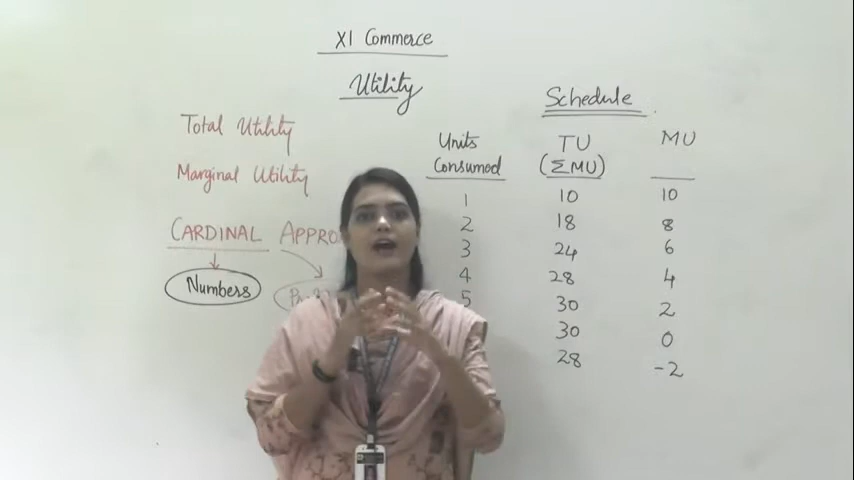 XI Commerce
Utility
Total Utility
Marginal Utility
CARDINAL
Numbers
Schedule
Units Consumed TU (ΣMU) MU
1 10 10
2 18 8
3 24 6
4 28 4
5 30 2
30 0
28 -2